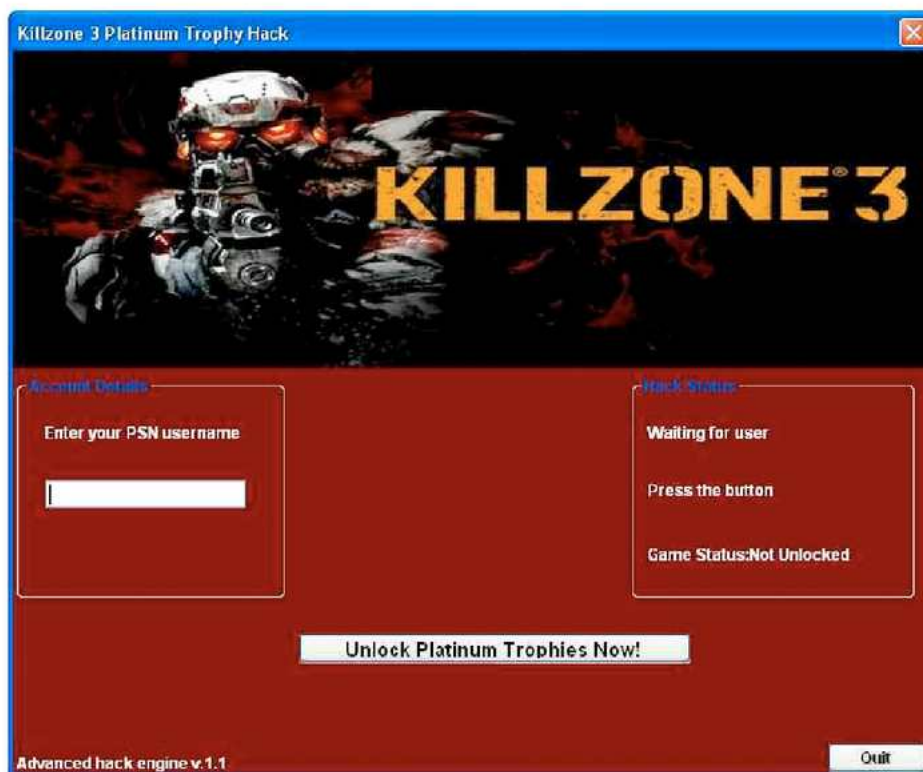 Killzone 3 Platinum Trophy Hack
KILLZONE® 3
Account Details
Enter your PSN username
Hack Status
Waiting for user
Press the button
Game Status:Not Unlocked
Unlock Platinum Trophies Now!
Advanced hack engine v.1.1
Quit